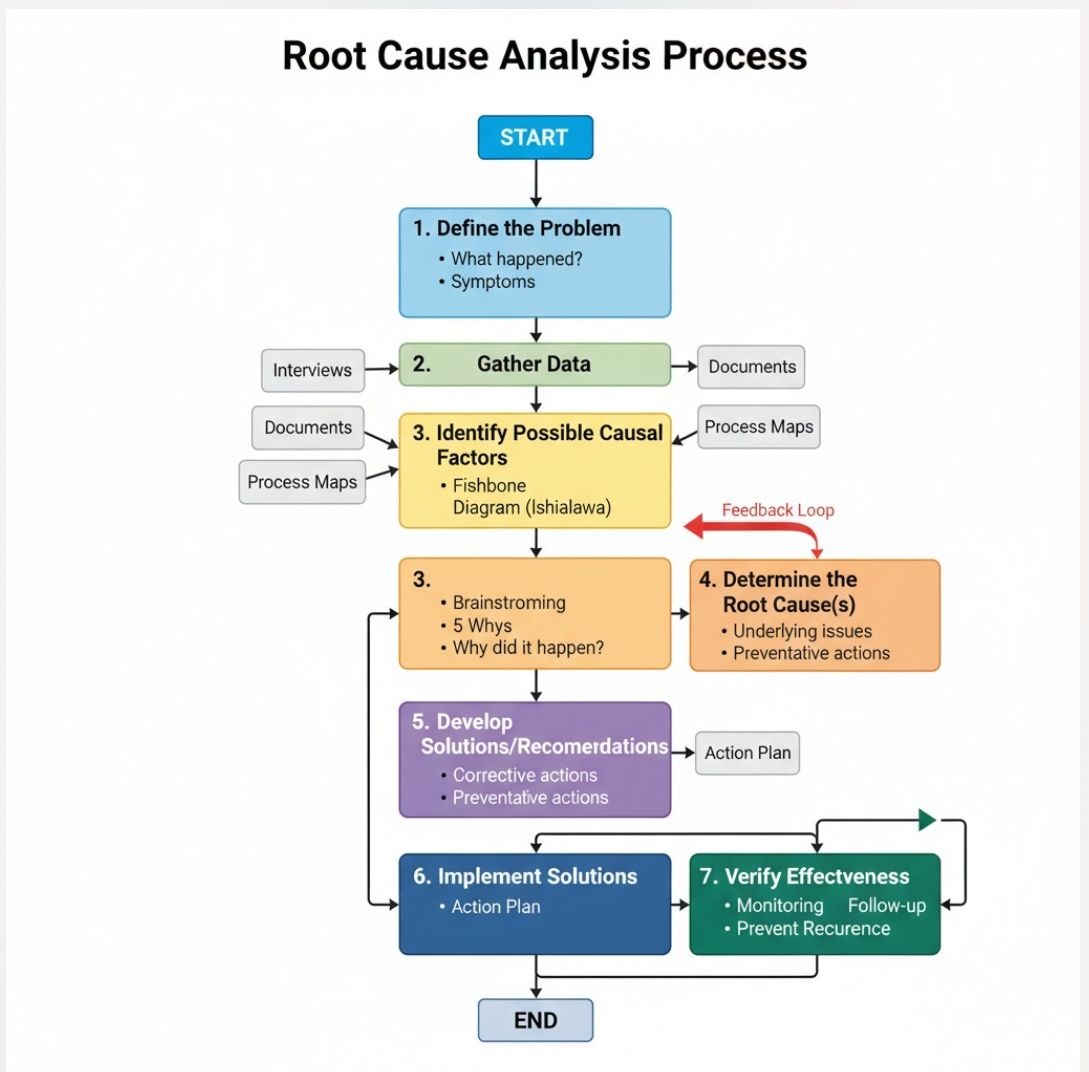 Root Cause Analysis Process
START
1. Define the Problem
• What happened?
• Symptoms
Interviews
2. Gather Data
Documents
Documents
Process Maps
3. Identify Possible Causal
Factors
• Fishbone
Diagram (Ishialawa)
Process Maps
Feedback Loop
3.
• Brainstroming
• 5 Whys
• Why did it happen?
4. Determine the
Root Cause(s)
• Underlying issues
• Preventative actions
5. Develop
Solutions/Recomerdations
• Corrective actions
• Preventative actions
Action Plan
6. Implement Solutions
• Action Plan
7. Verify Effectveness
• Monitoring Follow-up
• Prevent Recurence
END